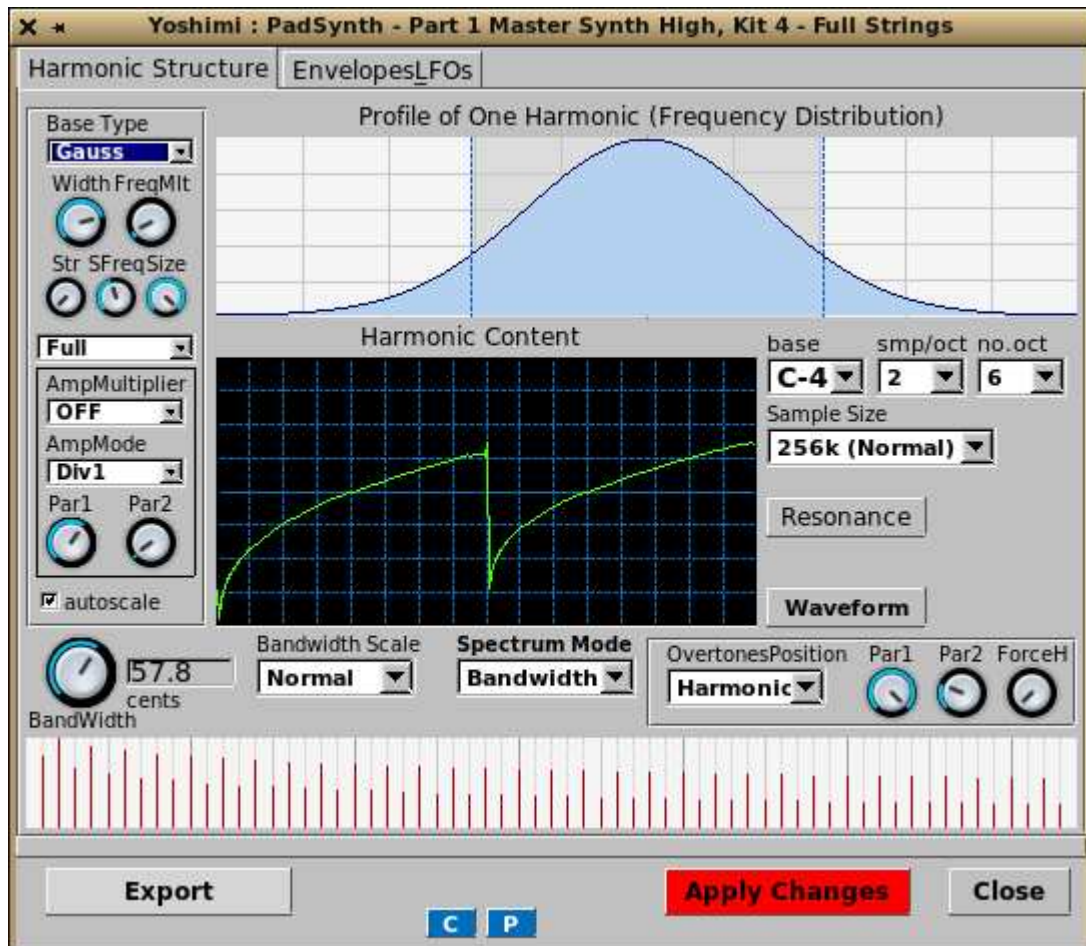 Yoshimi : PadSynth - Part 1 Master Synth High, Kit 4 - Full Strings
Harmonic Structure
EnvelopesLFOs
Base Type
Gauss
Width FreqMlt
Str SFreq Size
Full
AmpMultiplier
OFF
AmpMode
Div1
Par1 Par2
autoscale
Profile of One Harmonic (Frequency Distribution)
Harmonic Content
base smp/oct no.oct
C-4 2 6
Sample Size
256k (Normal)
Resonance
Waveform
57.8
cents
BandWidth
Bandwidth Scale
Normal
Spectrum Mode
Bandwidth
OvertonesPosition Par1 Par2 ForceH
Harmonic
Export
Apply Changes
Close
C P